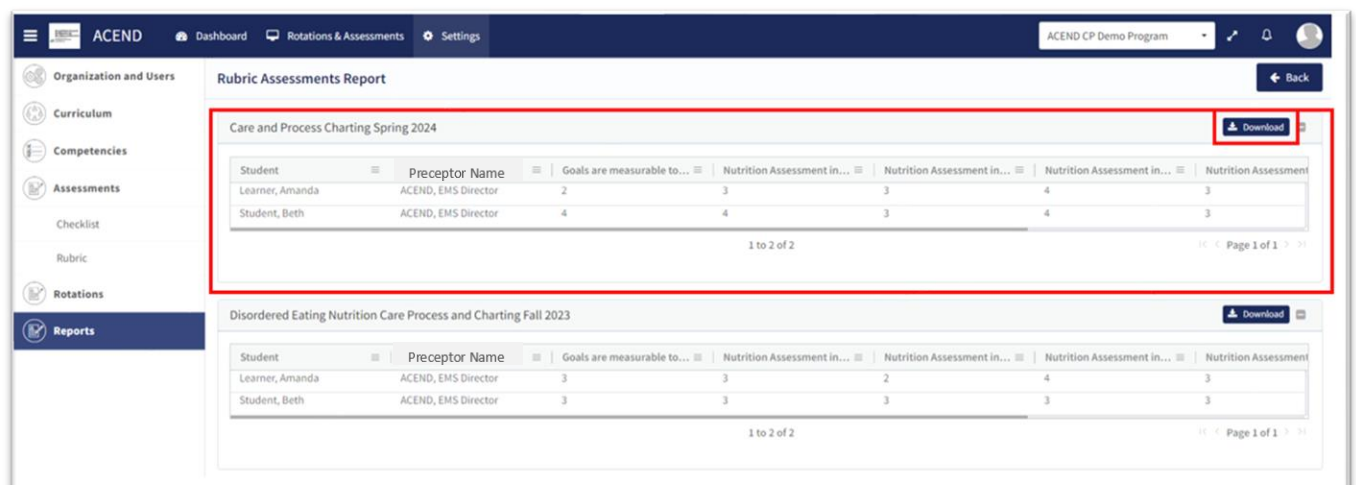 ACEND Dashboard Rotations & Assessments Settings ACEND CP Demo Program
Organization and Users
Curriculum
Competencies
Assessments
Checklist
Rubric
Rotations
Reports
Rubric Assessments Report Back
Care and Process Charting Spring 2024 Download
Student Preceptor Name Goals are measurable to... Nutrition Assessment in... Nutrition Assessment in... Nutrition Assessment in... Nutrition Assessment
Learner, Amanda ACEND, EMS Director 2 3 3 4 3
Student, Beth ACEND, EMS Director 4 4 3 4 3
1 to 2 of 2 Page 1 of 1
Disordered Eating Nutrition Care Process and Charting Fall 2023 Download
Student Preceptor Name Goals are measurable to... Nutrition Assessment in... Nutrition Assessment in... Nutrition Assessment in... Nutrition Assessment
Learner, Amanda ACEND, EMS Director 3 3 2 4 3
Student, Beth ACEND, EMS Director 3 3 3 3 3
1 to 2 of 2 Page 1 of 1